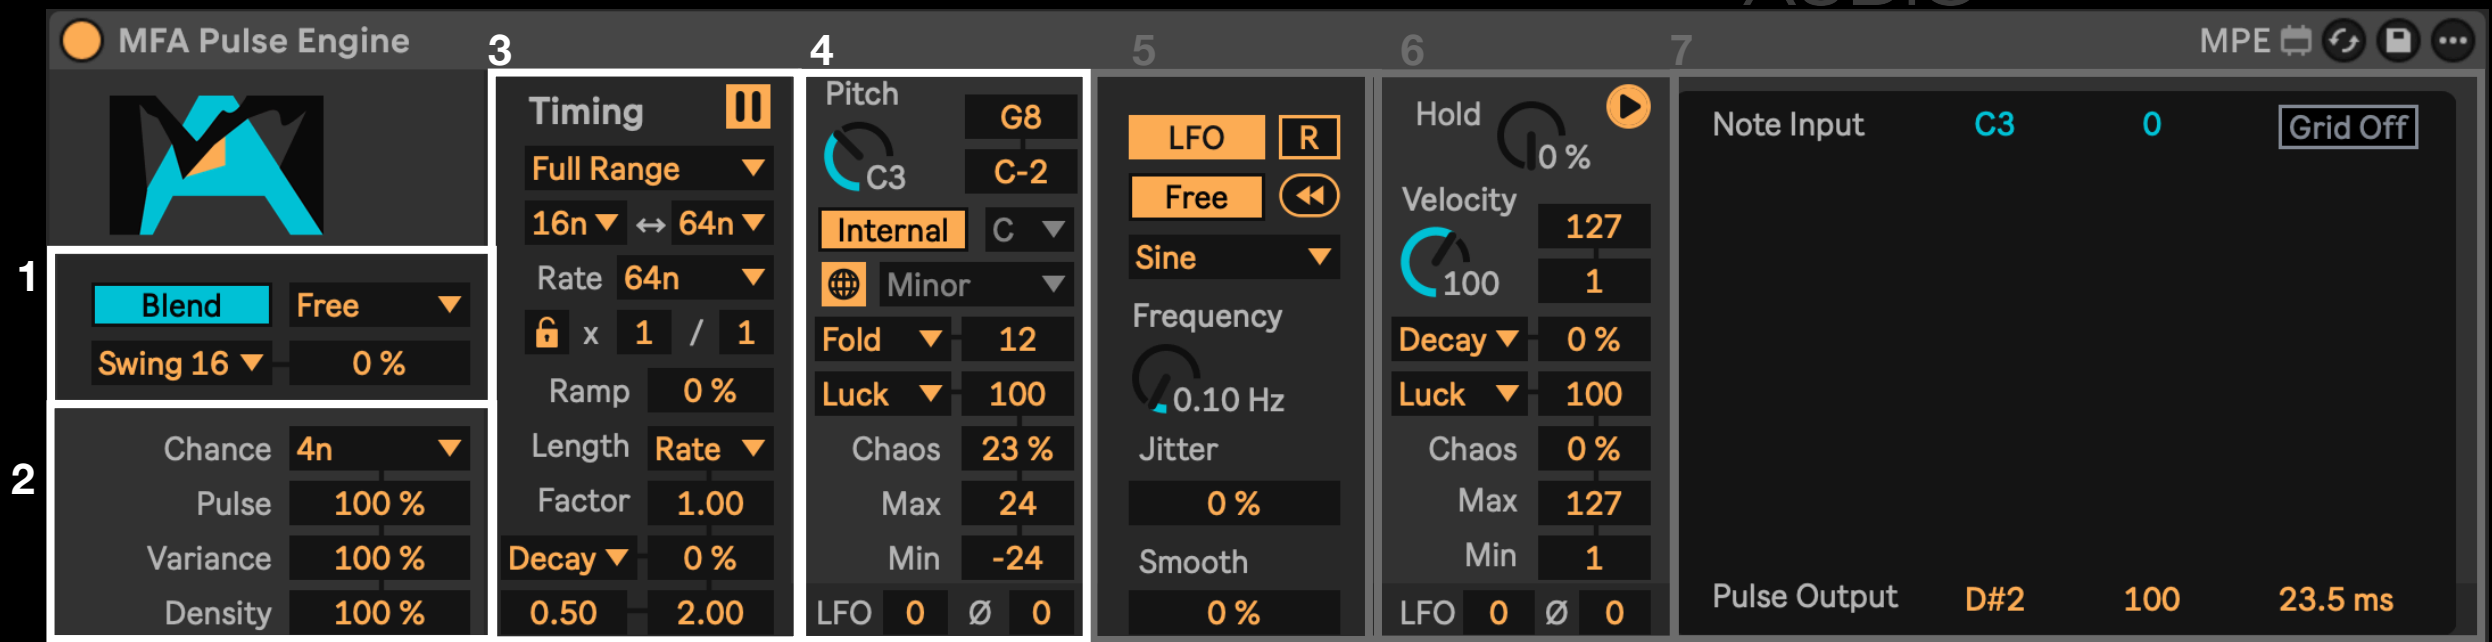 AUDIO
MFA Pulse Engine
MPE
1
Blend Free
Swing 16 0 %
2
Chance 4n
Pulse 100 %
Variance 100 %
Density 100 %
3
Timing
Full Range
16n ↔ 64n
Rate 64n
x 1 / 1
Ramp 0 %
Length Rate
Factor 1.00
Decay 0 %
0.50 2.00
4
Pitch G8
C3 C-2
Internal C
Minor
Fold 12
Luck 100
Chaos 23 %
Max 24
Min -24
LFO 0 Ø 0
5
LFO R
Free
Sine
Frequency
0.10 Hz
Jitter
0 %
Smooth
0 %
6
Hold 0 %
Velocity 127
100 1
Decay 0 %
Luck 100
Chaos 0 %
Max 127
Min 1
LFO 0 Ø 0
7
Note Input C3 0 Grid Off
Pulse Output D#2 100 23.5 ms